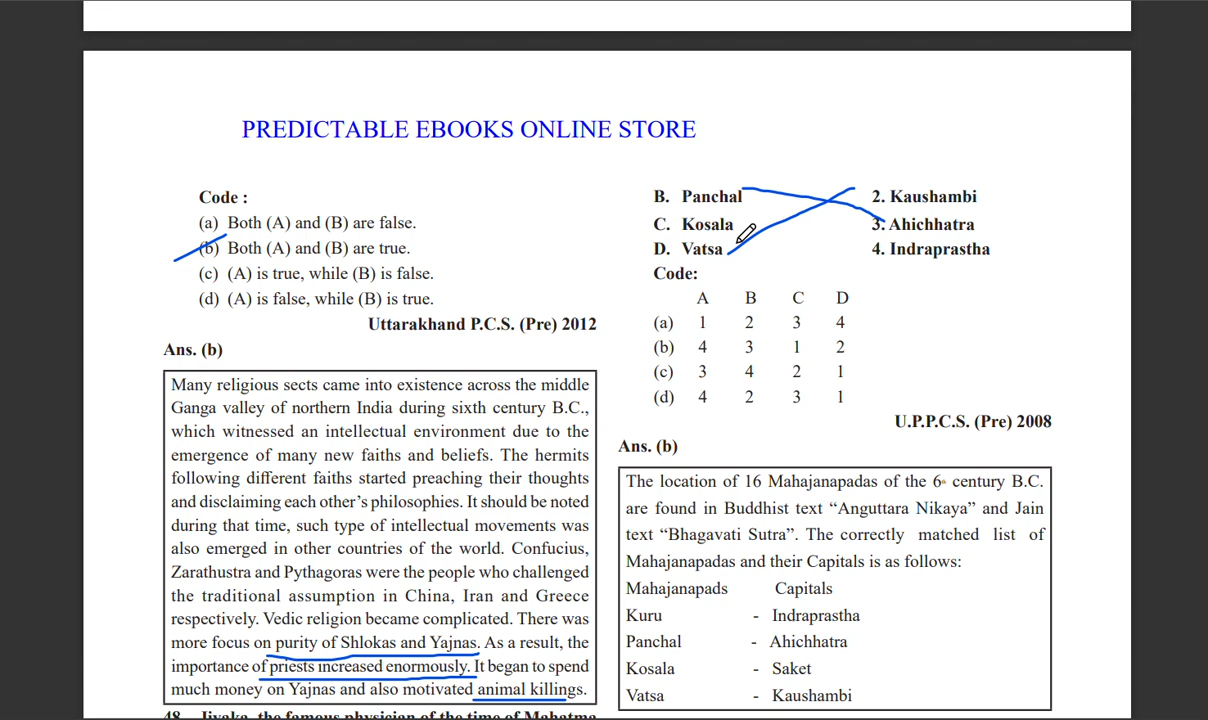 PREDICTABLE EBOOKS ONLINE STORE
Code :
(a) Both (A) and (B) are false.
(b) Both (A) and (B) are true.
(c) (A) is true, while (B) is false.
(d) (A) is false, while (B) is true.
Uttarakhand P.C.S. (Pre) 2012
Ans. (b)
Many religious sects came into existence across the middle
Ganga valley of northern India during sixth century B.C.,
which witnessed an intellectual environment due to the
emergence of many new faiths and beliefs. The hermits
following different faiths started preaching their thoughts
and disclaiming each other's philosophies. It should be noted
during that time, such type of intellectual movements was
also emerged in other countries of the world. Confucius,
Zarathustra and Pythagoras were the people who challenged
the traditional assumption in China, Iran and Greece
respectively. Vedic religion became complicated. There was
more focus on purity of Shlokas and Yajnas. As a result, the
importance of priests increased enormously. It began to spend
much money on Yajnas and also motivated animal killings.
48. Jivaka, the famous physician of the time of Mahatma
B. Panchal 2. Kaushambi
C. Kosala 3. Ahichhatra
D. Vatsa 4. Indraprastha
Code:
A B C D
(a) 1 2 3 4
(b) 4 3 1 2
(c) 3 4 2 1
(d) 4 2 3 1
U.P.P.C.S. (Pre) 2008
Ans. (b)
The location of 16 Mahajanapadas of the 6th century B.C.
are found in Buddhist text “Anguttara Nikaya” and Jain
text “Bhagavati Sutra”. The correctly matched list of
Mahajanapadas and their Capitals is as follows:
Mahajanapads Capitals
Kuru - Indraprastha
Panchal - Ahichhatra
Kosala - Saket
Vatsa - Kaushambi